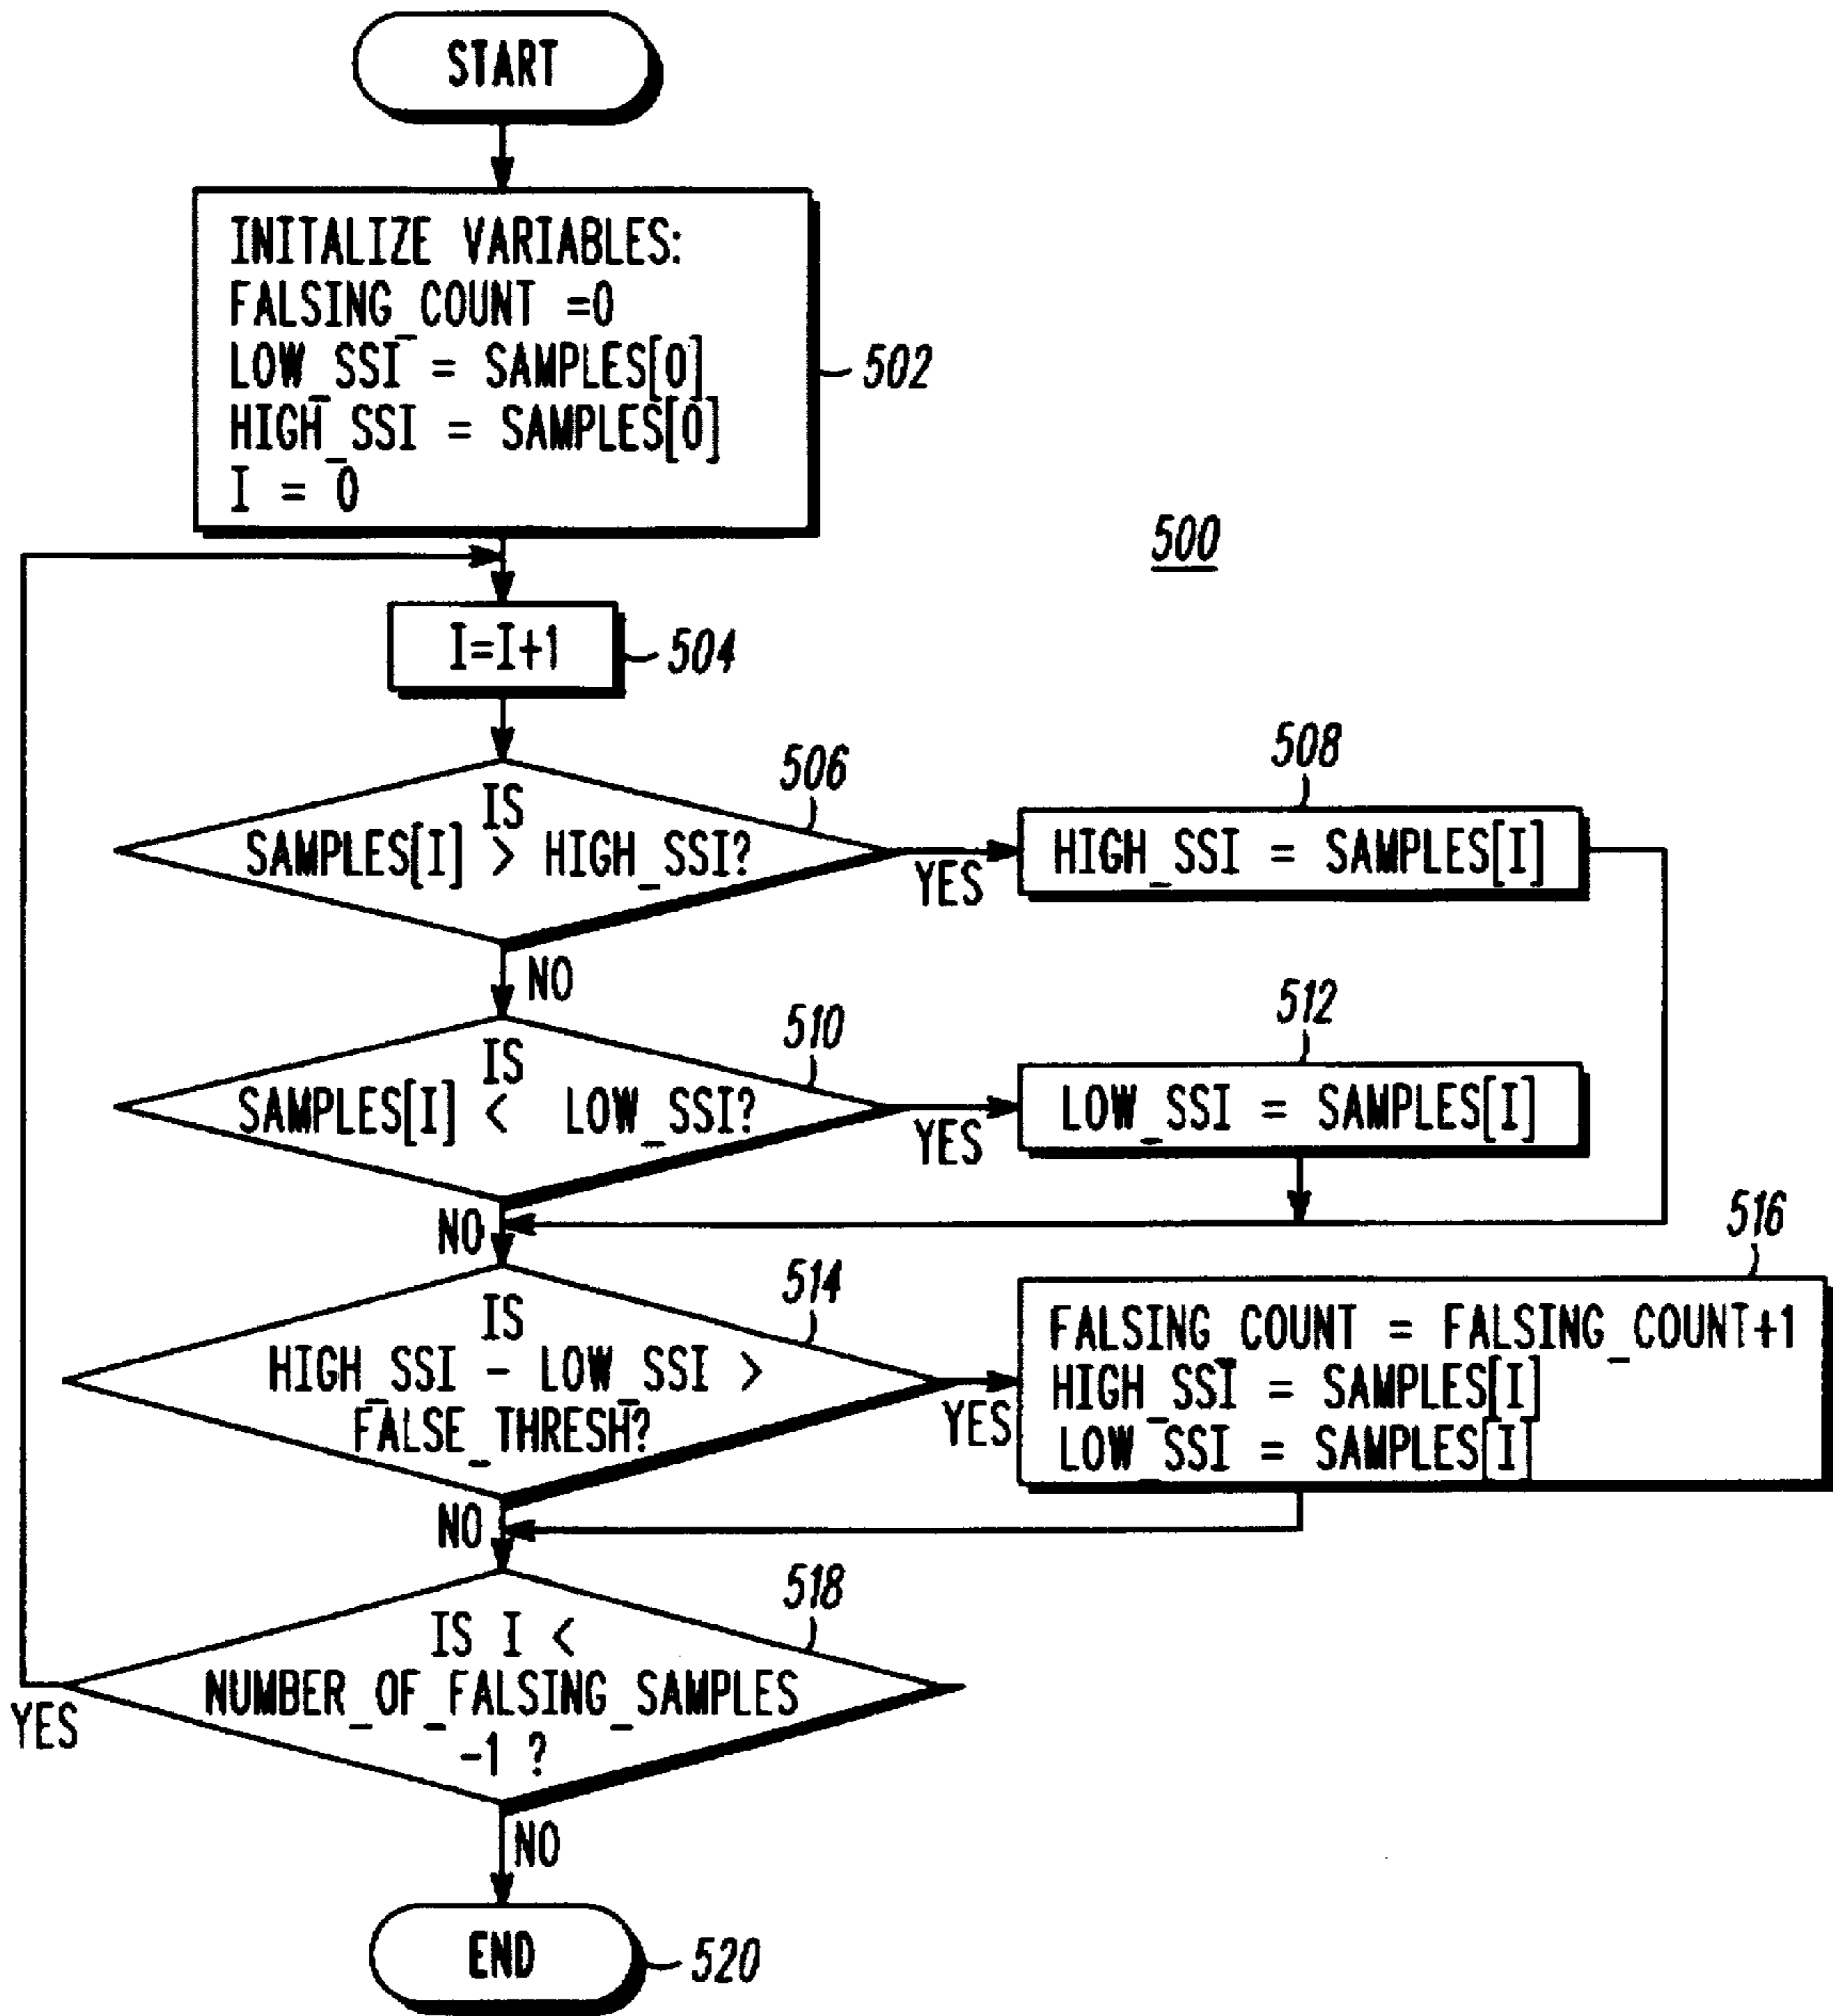 START
INITALIZE VARIABLES:
FALSING_COUNT =0
LOW_SSI = SAMPLES[0]
HIGH_SSI = SAMPLES[0]
I = 0
502
500
I=I+1
504
506
IS
SAMPLES[I] > HIGH_SSI?
YES
NO
508
HIGH_SSI = SAMPLES[I]
510
IS
SAMPLES[I] < LOW_SSI?
YES
NO
512
LOW_SSI = SAMPLES[I]
514
IS
HIGH_SSI - LOW_SSI >
FALSE_THRESH?
YES
NO
516
FALSING_COUNT = FALSING_COUNT+1
HIGH_SSI = SAMPLES[I]
LOW_SSI = SAMPLES[I]
518
IS I <
NUMBER_OF_FALSING_SAMPLES
-1 ?
YES
NO
END
520